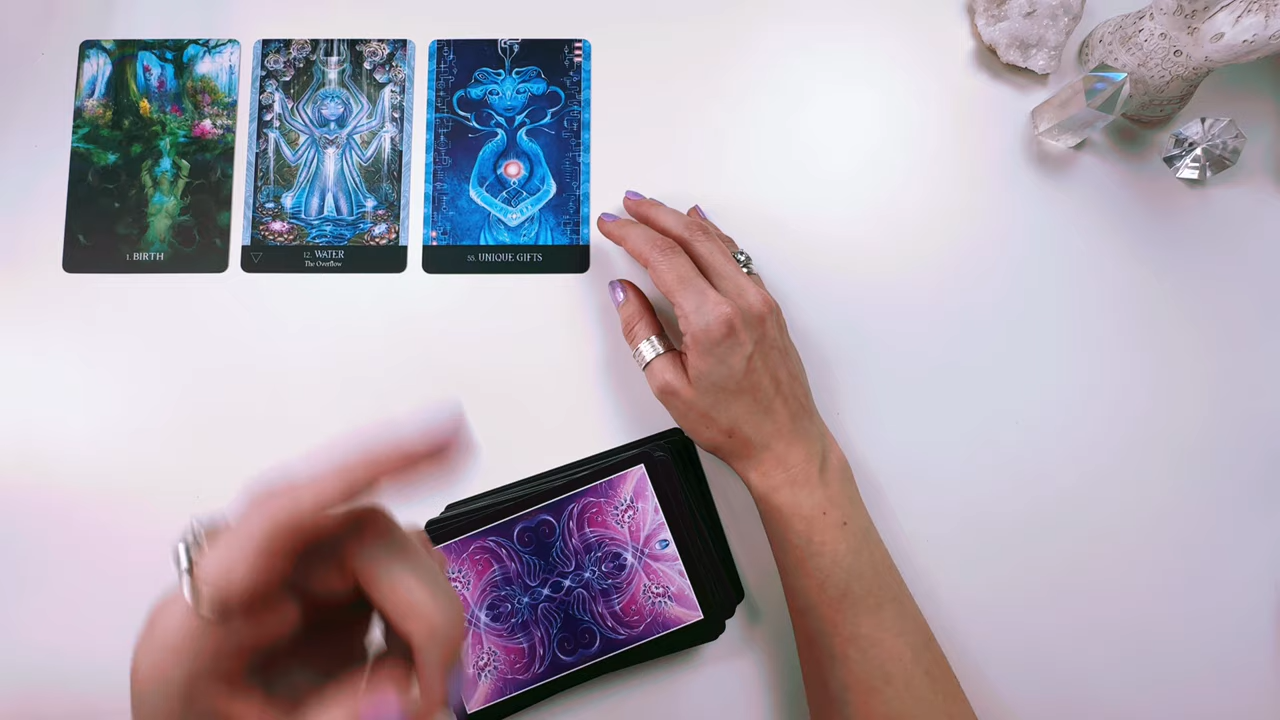 1. BIRTH
12. WATER
The Overflow
55. UNIQUE GIFTS